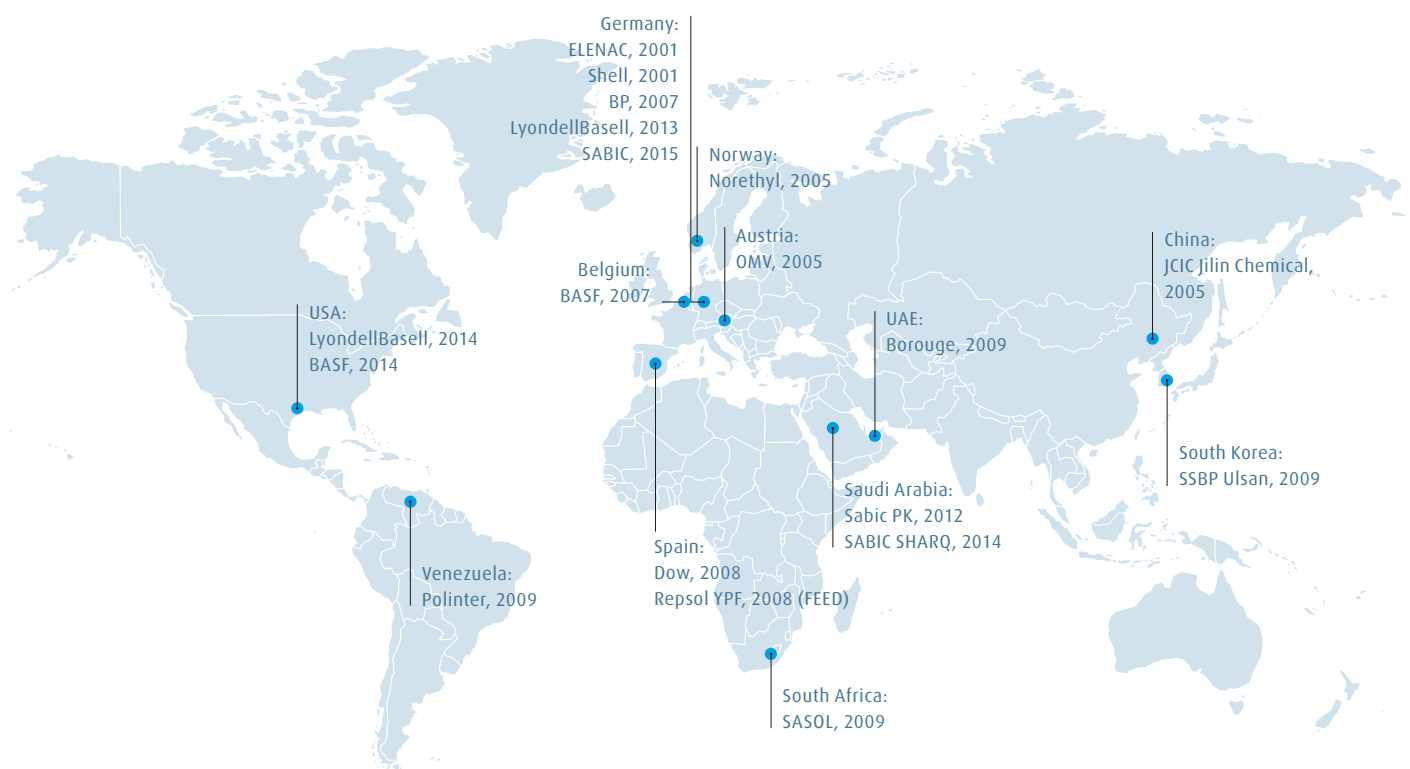 Germany:
ELENAC, 2001
Shell, 2001
BP, 2007
LyondellBasell, 2013
SABIC, 2015
Norway:
Norethyl, 2005
Austria:
OMV, 2005
Belgium:
BASF, 2007
China:
JCIC Jilin Chemical,
2005
USA:
LyondellBasell, 2014
BASF, 2014
UAE:
Borouge, 2009
South Korea:
SSBP Ulsan, 2009
Saudi Arabia:
Sabic PK, 2012
SABIC SHARQ, 2014
Spain:
Dow, 2008
Repsol YPF, 2008 (FEED)
Venezuela:
Polinter, 2009
South Africa:
SASOL, 2009